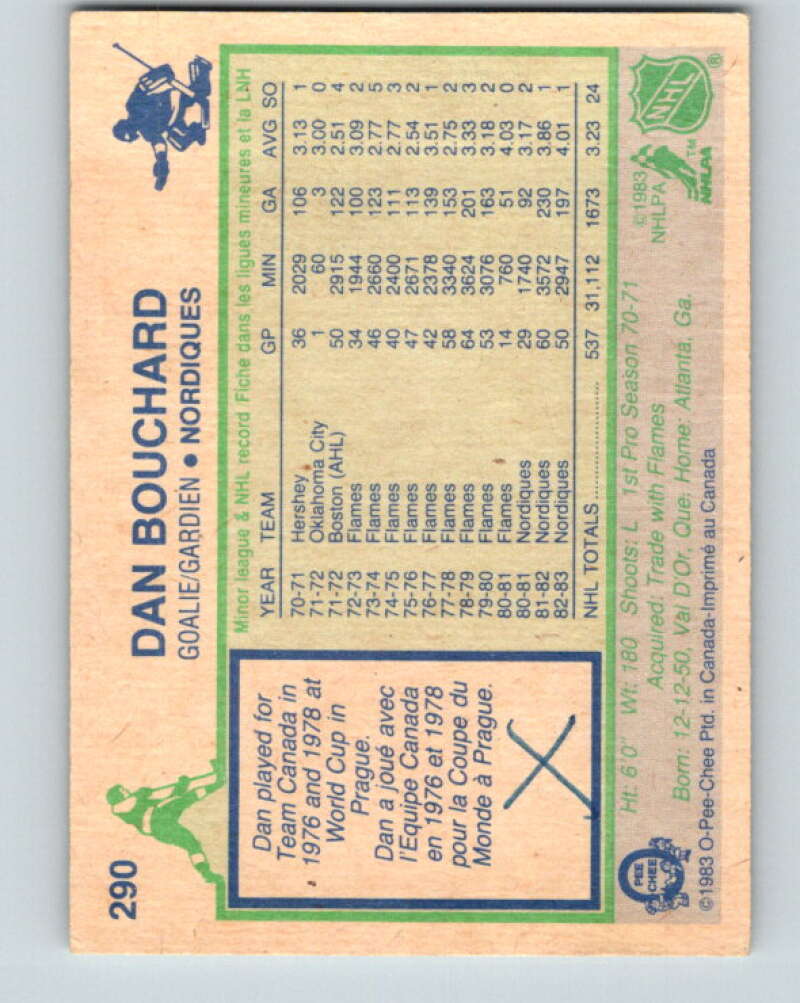 290
DAN BOUCHARD
GOALIE/GARDIEN • NORDIQUES
Dan played for
Team Canada in
1976 and 1978 at
World Cup in
Prague.
Dan a joué avec
l'Equipe Canada
en 1976 et 1978
pour la Coupe du
Monde à Prague.
X
Minor league & NHL record Fiche dans les ligues mineures et la LNH
YEAR TEAM GP MIN GA AVG SO
70-71 Hershey 36 2029 106 3.13 1
71-72 Oklahoma City 1 60 3 3.00 0
71-72 Boston (AHL) 50 2915 122 2.51 4
72-73 Flames 34 1944 100 3.09 2
73-74 Flames 46 2660 123 2.77 5
74-75 Flames 40 2400 111 2.77 3
75-76 Flames 47 2671 113 2.54 2
76-77 Flames 42 2378 139 3.51 1
77-78 Flames 58 3340 153 2.75 2
78-79 Flames 64 3624 201 3.33 3
79-80 Flames 53 3076 163 3.18 2
80-81 Flames 14 760 51 4.03 0
80-81 Nordiques 29 1740 92 3.17 2
81-82 Nordiques 60 3572 230 3.86 1
82-83 Nordiques 50 2947 197 4.01 1
NHL TOTALS .................... 537 31,112 1673 3.23 24
Ht: 6'0" Wt: 180 Shoots: L 1st Pro Season 70-71
Acquired: Trade with Flames
Born: 12-12-50, Val D'Or, Que. Home: Atlanta, Ga.
©1983
NHLPA
NHLPA
TM
NHL
®
O PEE CHEE
©1983 O-Pee-Chee Ptd. in Canada-Imprimé au Canada